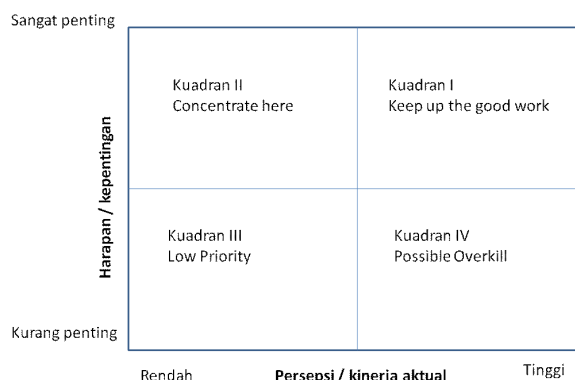 Sangat penting
Kuadran II
Concentrate here
Kuadran I
Keep up the good work
Harapan / kepentingan
Kuadran III
Low Priority
Kuadran IV
Possible Overkill
Kurang penting
Rendah
Persepsi / kinerja aktual
Tinggi